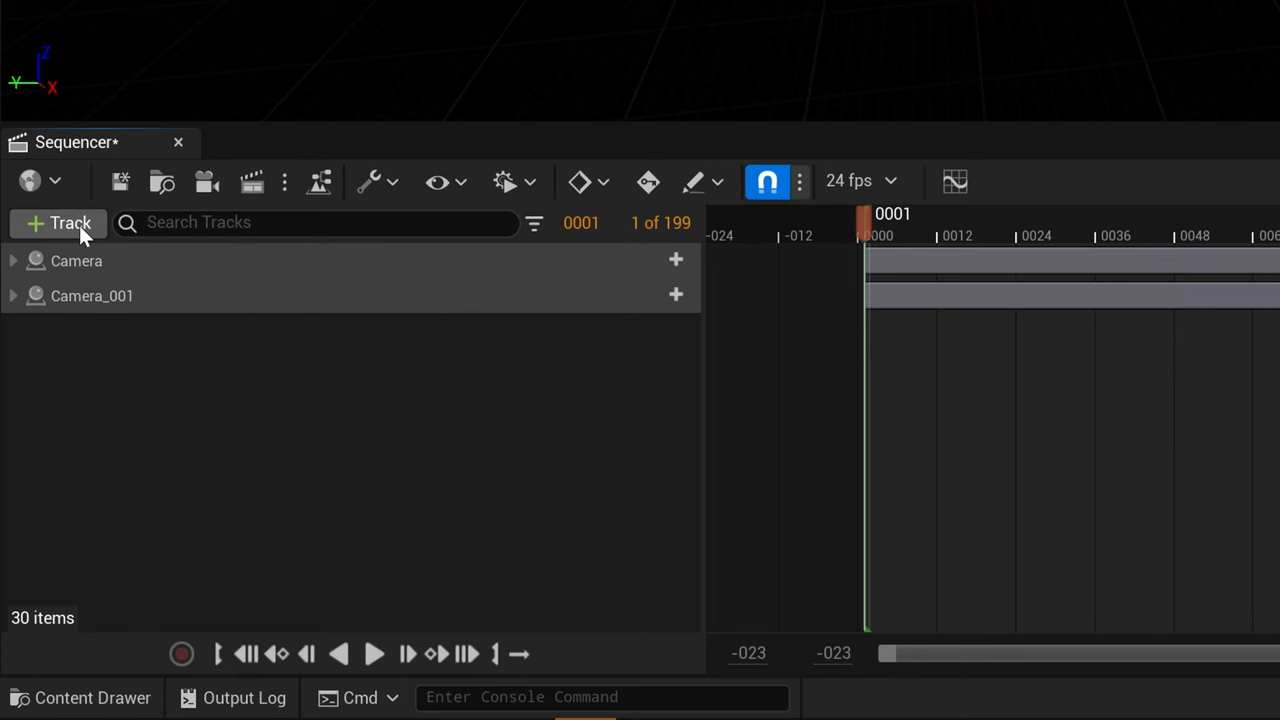 Z
Y
X
Sequencer*
24 fps
+ Track
Search Tracks
0001
1 of 199
0001
-024
-012
0000
0012
0024
0036
0048
006
Camera
Camera_001
30 items
-023
-023
Content Drawer
Output Log
Cmd
Enter Console Command